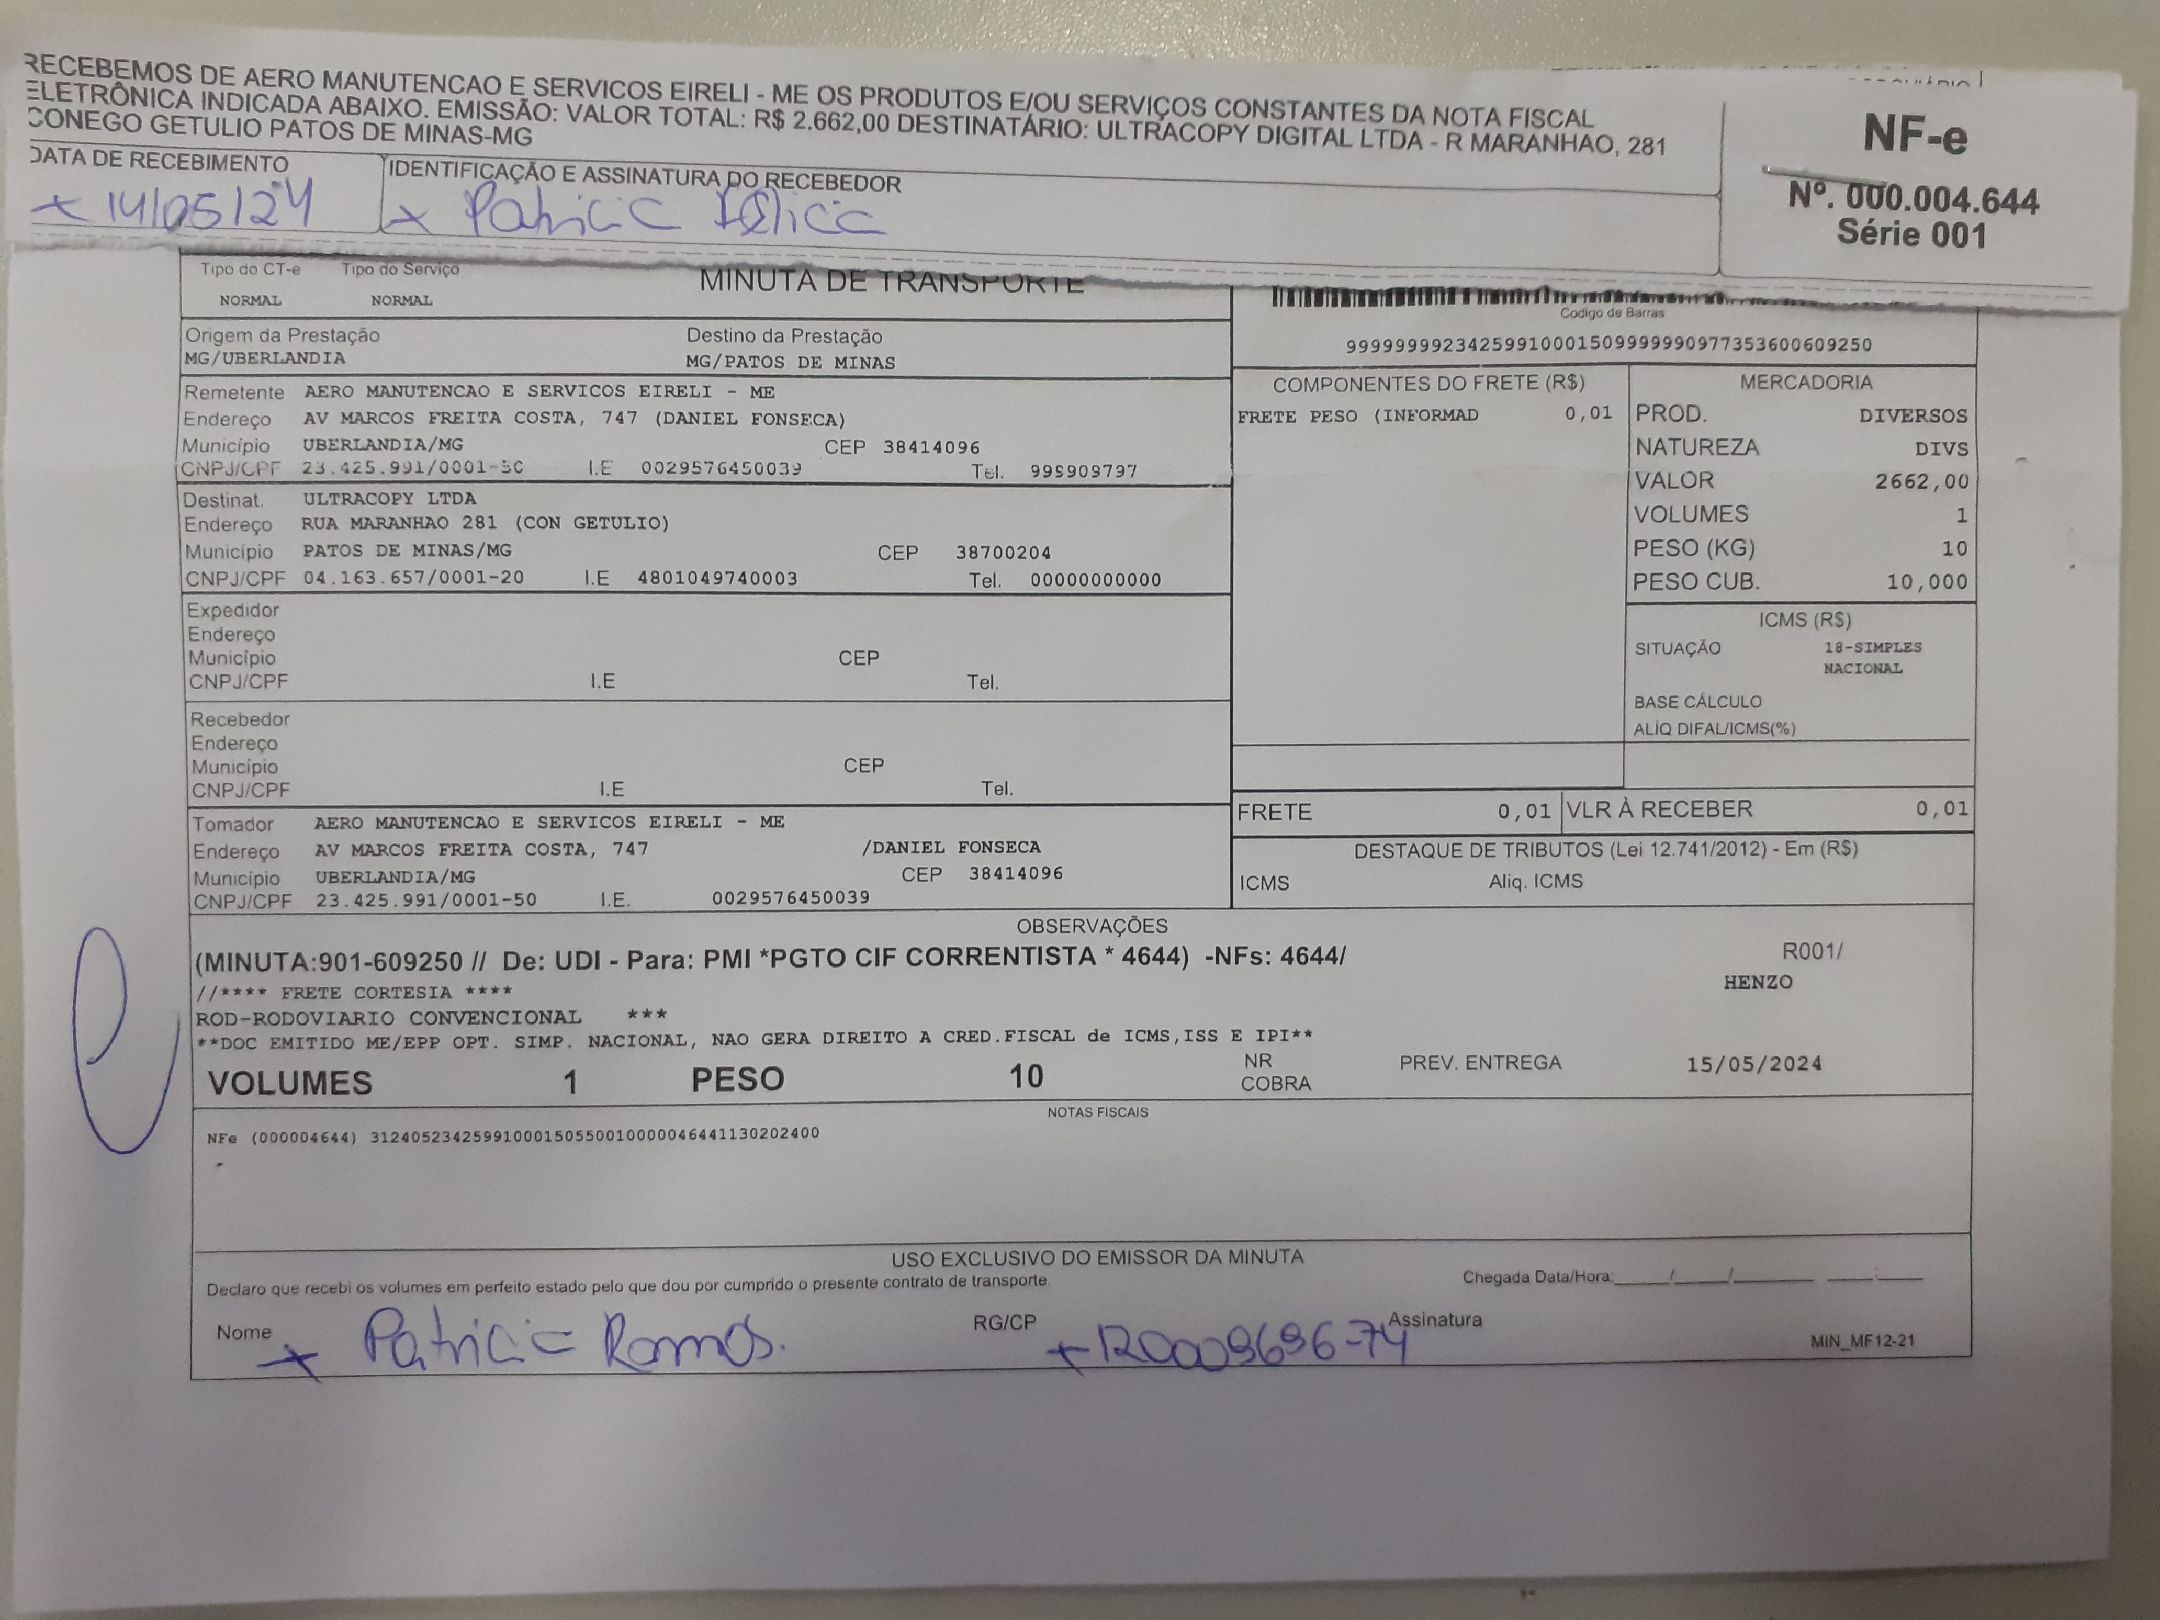 RECEBEMOS DE AERO MANUTENCAO E SERVICOS EIRELI - ME OS PRODUTOS E/OU SERVIÇOS CONSTANTES DA NOTA FISCAL
ELETRÔNICA INDICADA ABAIXO. EMISSÃO: VALOR TOTAL: R$ 2.662,00 DESTINATÁRIO: ULTRACOPY DIGITAL LTDA - R MARANHAO, 281
CONEGO GETULIO PATOS DE MINAS-MG
NF-e
Nº. 000.004.644
Série 001
DATA DE RECEBIMENTO IDENTIFICAÇÃO E ASSINATURA DO RECEBEDOR
x 14/05/24 x Patricia
Tipo do CT-e Tipo do Serviço MINUTA DE TRANSPORTE
NORMAL NORMAL
Codigo de Barras
Origem da Prestação Destino da Prestação
MG/UBERLANDIA MG/PATOS DE MINAS
99999999234259910001509999990977353600609250
Remetente AERO MANUTENCAO E SERVICOS EIRELI - ME
Endereço AV MARCOS FREITA COSTA, 747 (DANIEL FONSECA)
Município UBERLANDIA/MG CEP 38414096
CNPJ/CPF 23.425.991/0001-50 I.E 0029576450039 Tel. 999909797
Destinat. ULTRACOPY LTDA
Endereço RUA MARANHAO 281 (CON GETULIO)
Município PATOS DE MINAS/MG CEP 38700204
CNPJ/CPF 04.163.657/0001-20 I.E 4801049740003 Tel. 00000000000
Expedidor
Endereço
Município CEP
CNPJ/CPF I.E Tel.
Recebedor
Endereço
Município CEP
CNPJ/CPF I.E Tel.
Tomador AERO MANUTENCAO E SERVICOS EIRELI - ME
Endereço AV MARCOS FREITA COSTA, 747 /DANIEL FONSECA
Município UBERLANDIA/MG CEP 38414096
CNPJ/CPF 23.425.991/0001-50 I.E. 0029576450039
COMPONENTES DO FRETE (R$)
FRETE PESO (INFORMAD 0,01
MERCADORIA
PROD. DIVERSOS
NATUREZA DIVS
VALOR 2662,00
VOLUMES 1
PESO (KG) 10
PESO CUB. 10,000
ICMS (R$)
SITUAÇÃO 18-SIMPLES
NACIONAL
BASE CÁLCULO
ALÍQ DIFAL/ICMS(%)
FRETE 0,01 VLR À RECEBER 0,01
DESTAQUE DE TRIBUTOS (Lei 12.741/2012) - Em (R$)
ICMS Aliq. ICMS
OBSERVAÇÕES
(MINUTA:901-609250 // De: UDI - Para: PMI *PGTO CIF CORRENTISTA * 4644) -NFs: 4644/ R001/
//**** FRETE CORTESIA **** HENZO
ROD-RODOVIARIO CONVENCIONAL ***
**DOC EMITIDO ME/EPP OPT. SIMP. NACIONAL, NAO GERA DIREITO A CRED.FISCAL de ICMS,ISS E IPI**
VOLUMES 1 PESO 10 NR COBRA PREV. ENTREGA 15/05/2024
NOTAS FISCAIS
NFe (000004644) 31240523425991000150550010000046441130202400
USO EXCLUSIVO DO EMISSOR DA MINUTA
Declaro que recebi os volumes em perfeito estado pelo que dou por cumprido o presente contrato de transporte. Chegada Data/Hora:____/____/____ ____:____
Nome x Patricia Ramos. RG/CP x 120009696-74 Assinatura
MIN_MF12-21